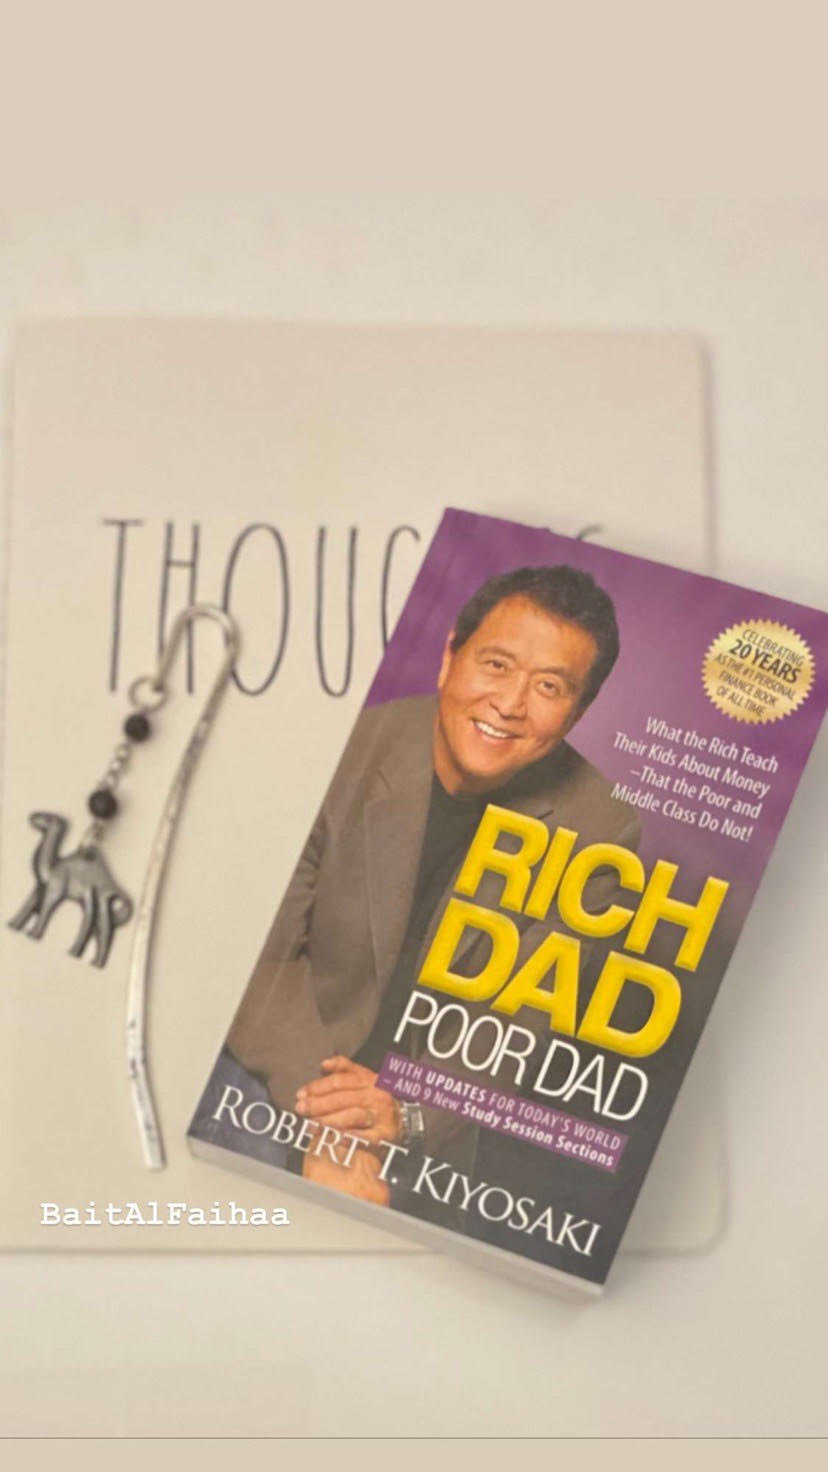 THOUG
CELEBRATING
20 YEARS
AS THE #1 PERSONAL
FINANCE BOOK
OF ALL TIME
What the Rich Teach
Their Kids About Money
–That the Poor and
Middle Class Do Not!
RICH
DAD
POOR DAD
WITH UPDATES FOR TODAY'S WORLD
– AND 9 New Study Session Sections
ROBERT T. KIYOSAKI
BaitAlFaihaa